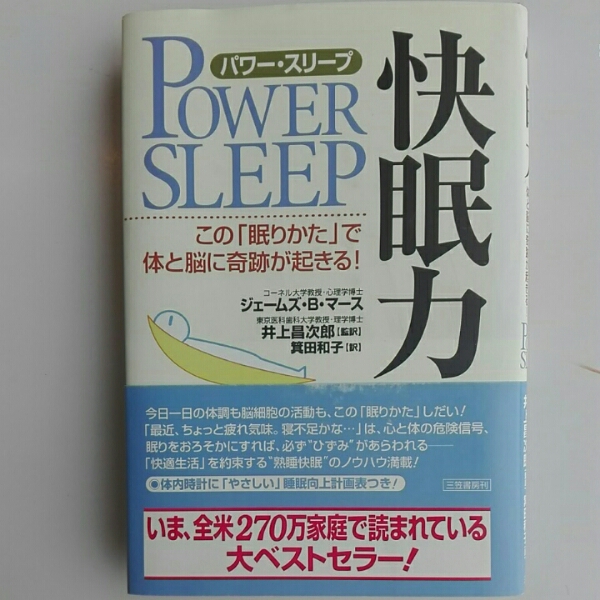 パワー・スリープ
POWER
SLEEP
快眠力
この「眠りかた」で
体と脳に奇跡が起きる!
コーネル大学教授・心理学博士
ジェームズ・B・マース
東京医科歯科大学教授・理学博士
井上昌次郎[監訳]
箕田和子[訳]
今日一日の体調も脳細胞の活動も、この「眠りかた」しだい!
「最近、ちょっと疲れ気味。寝不足かな…」は、心と体の危険信号、
眠りをおろそかにすれば、必ず“ひずみ”があらわれる──
「快適生活」を約束する“熟睡快眠”のノウハウ満載!
●体内時計に「やさしい」睡眠向上計画表つき!
三笠書房刊
いま、全米270万家庭で読まれている
大ベストセラー!